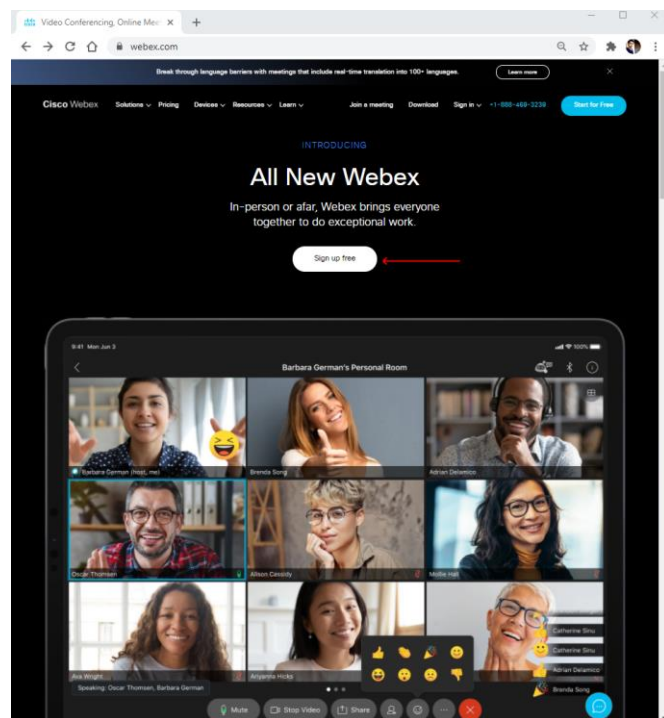 Video Conferencing, Online Mee
webex.com
Break through language barriers with meetings that include real-time translation into 100+ languages.
Learn more
Cisco Webex
Solutions
Pricing
Devices
Resources
Learn
Join a meeting
Download
Sign in
+1-888-469-3239
Start for Free
INTRODUCING
All New Webex
In-person or afar, Webex brings everyone
together to do exceptional work.
Sign up free
9:41 Mon Jun 3
100%
Barbara German's Personal Room
Barbara German (host, me)
Brenda Song
Adrian Delamico
Oscar Thomsen
Alison Cassidy
Mollie Hall
Ava Wright
Anyanna Hicks
Catherine Sinu
Catherine Sinu
Adrian Delamico
Brenda Song
Speaking: Oscar Thomsen, Barbara German
Mute
Stop Video
Share